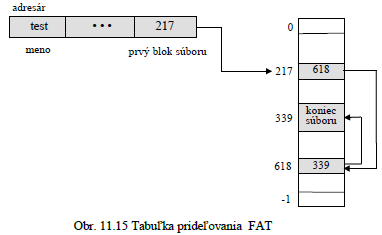 adresár
test • • • 217
meno
prvý blok súboru
0
217 618
339 koniec súboru
618 339
-1
Obr. 11.15 Tabuľka prideľovania FAT